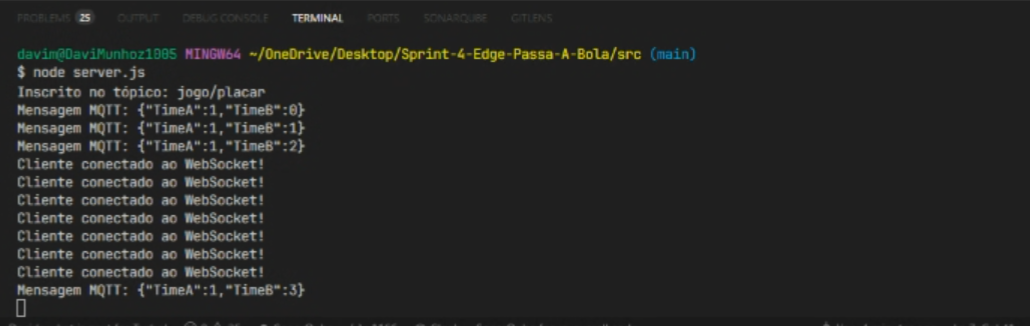 PROBLEMS 25 OUTPUT DEBUG CONSOLE TERMINAL PORTS SONARQUBE GITLENS
davim@DaviMunhoz1005 MINGW64 ~/OneDrive/Desktop/Sprint-4-Edge-Passa-A-Bola/src (main)
$ node server.js
Inscrito no tópico: jogo/placar
Mensagem MQTT: {"TimeA":1,"TimeB":0}
Mensagem MQTT: {"TimeA":1,"TimeB":1}
Mensagem MQTT: {"TimeA":1,"TimeB":2}
Cliente conectado ao WebSocket!
Cliente conectado ao WebSocket!
Cliente conectado ao WebSocket!
Cliente conectado ao WebSocket!
Cliente conectado ao WebSocket!
Cliente conectado ao WebSocket!
Cliente conectado ao WebSocket!
Mensagem MQTT: {"TimeA":1,"TimeB":3}